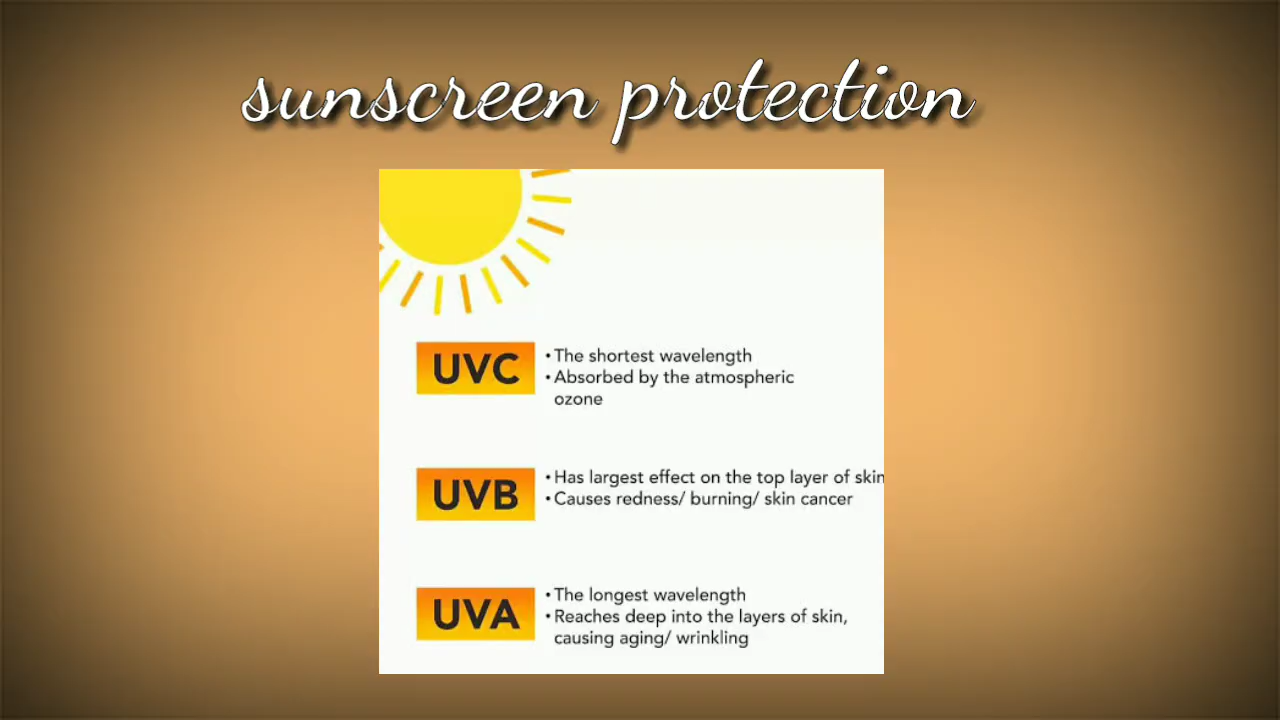 sunscreen protection
UVC
• The shortest wavelength
• Absorbed by the atmospheric
ozone
UVB
• Has largest effect on the top layer of skin
• Causes redness/ burning/ skin cancer
UVA
• The longest wavelength
• Reaches deep into the layers of skin,
causing aging/ wrinkling